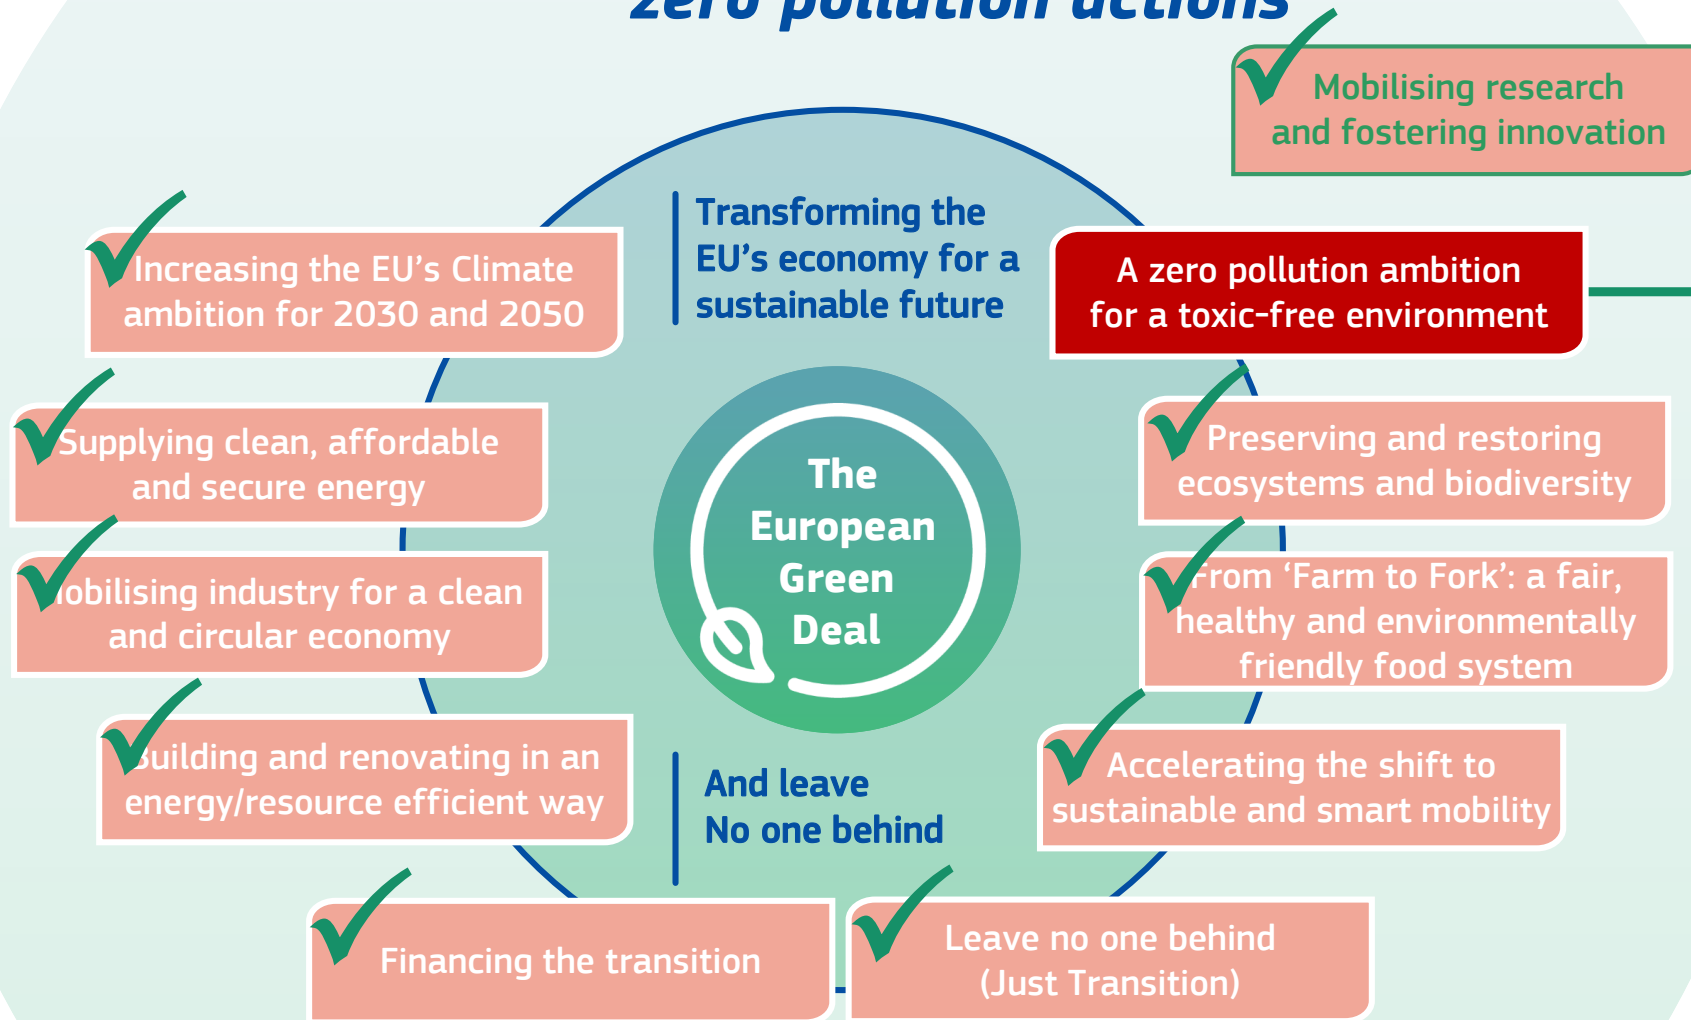 zero pollution actions
Mobilising research
and fostering innovation
Transforming the
EU's economy for a
sustainable future
Increasing the EU's Climate
ambition for 2030 and 2050
A zero pollution ambition
for a toxic-free environment
Supplying clean, affordable
and secure energy
Preserving and restoring
ecosystems and biodiversity
The
European
Green
Deal
Mobilising industry for a clean
and circular economy
From ‘Farm to Fork’: a fair,
healthy and environmentally
friendly food system
Building and renovating in an
energy/resource efficient way
And leave
No one behind
Accelerating the shift to
sustainable and smart mobility
Financing the transition
Leave no one behind
(Just Transition)